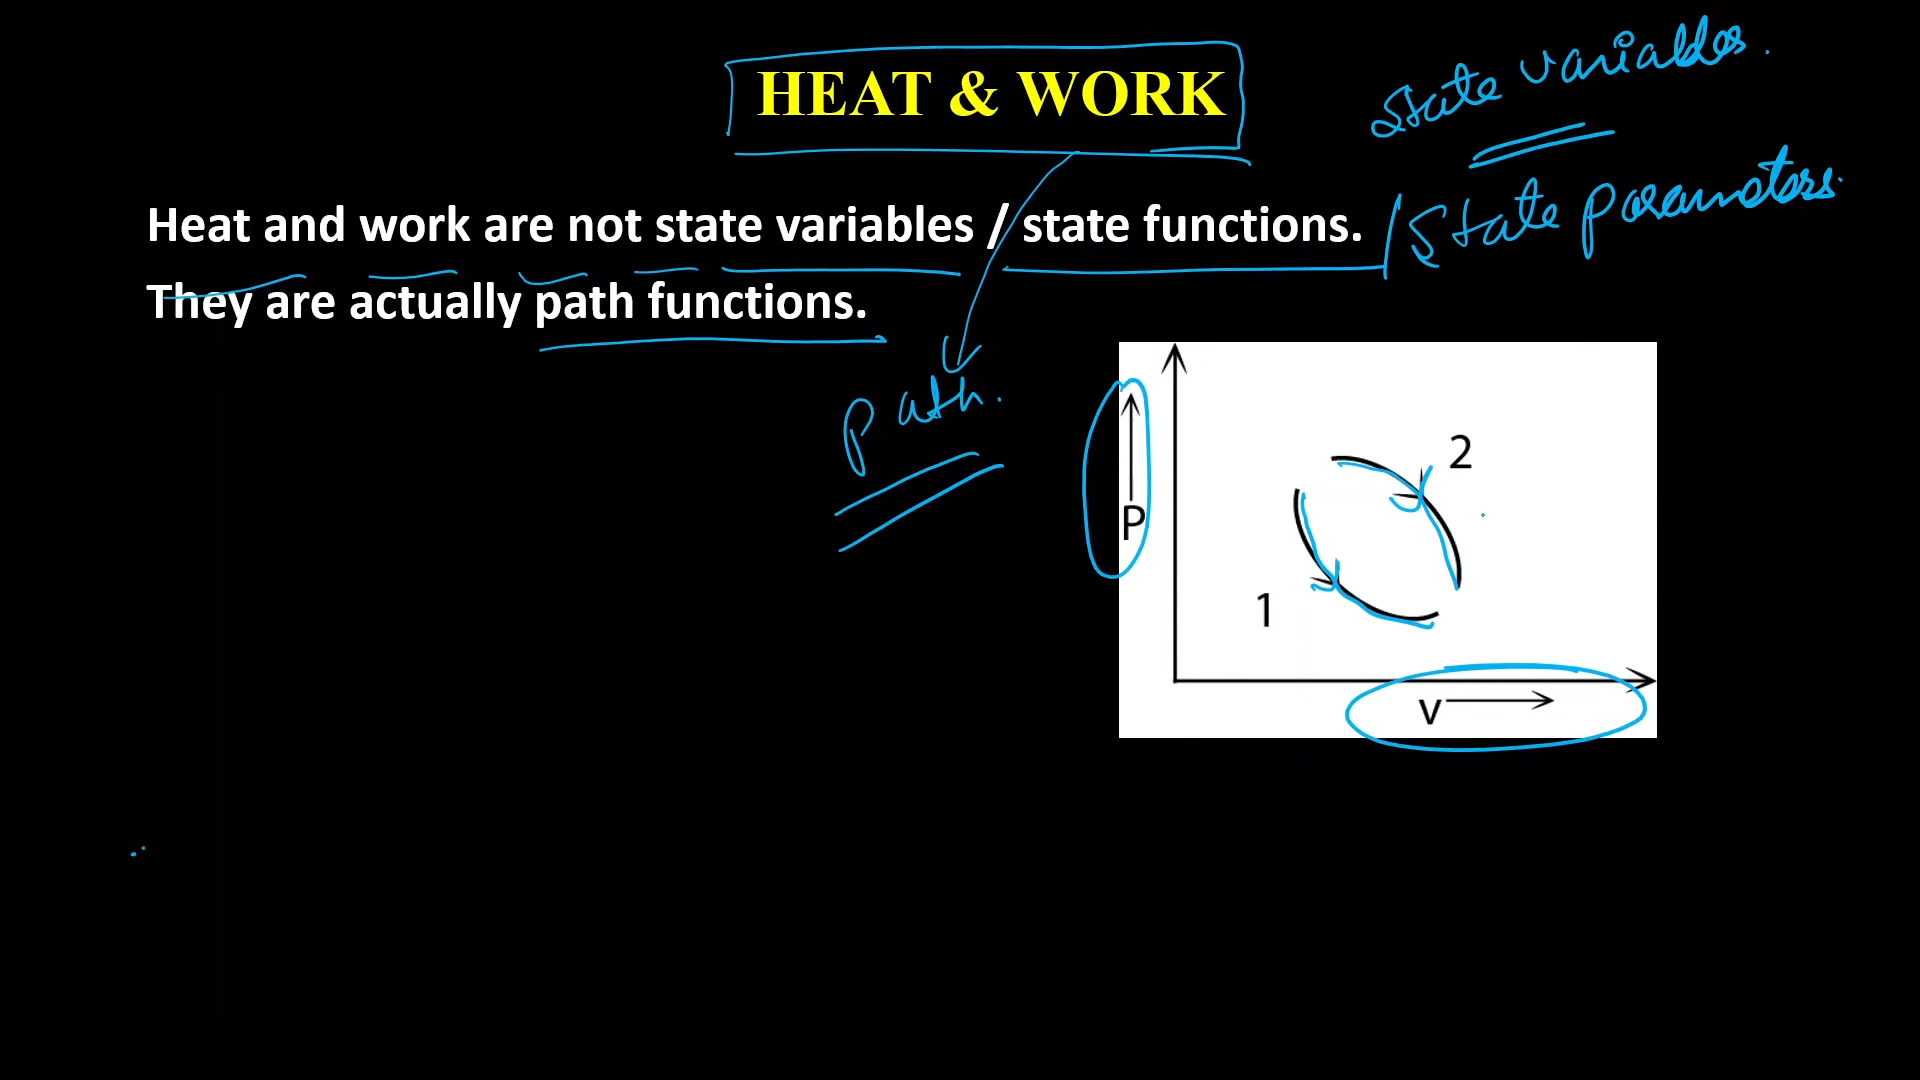 HEAT & WORK
state variables.
Heat and work are not state variables / state functions.
/ State parameters.
They are actually path functions.
path.
P
2
1
V